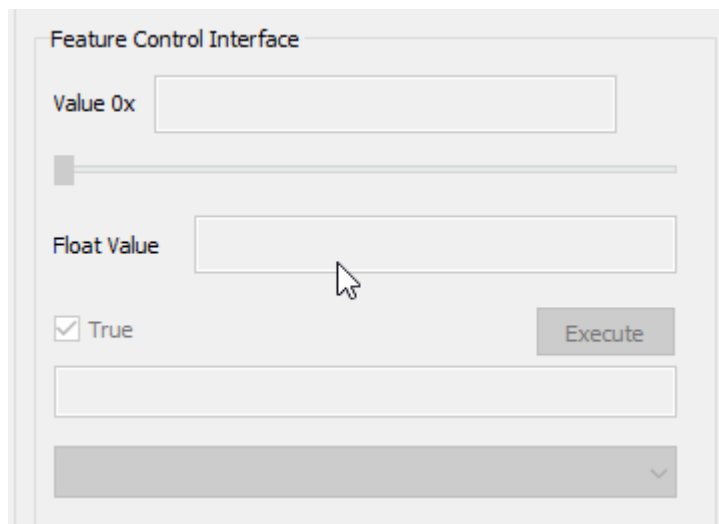 Feature Control Interface
Value 0x
Float Value
True
Execute